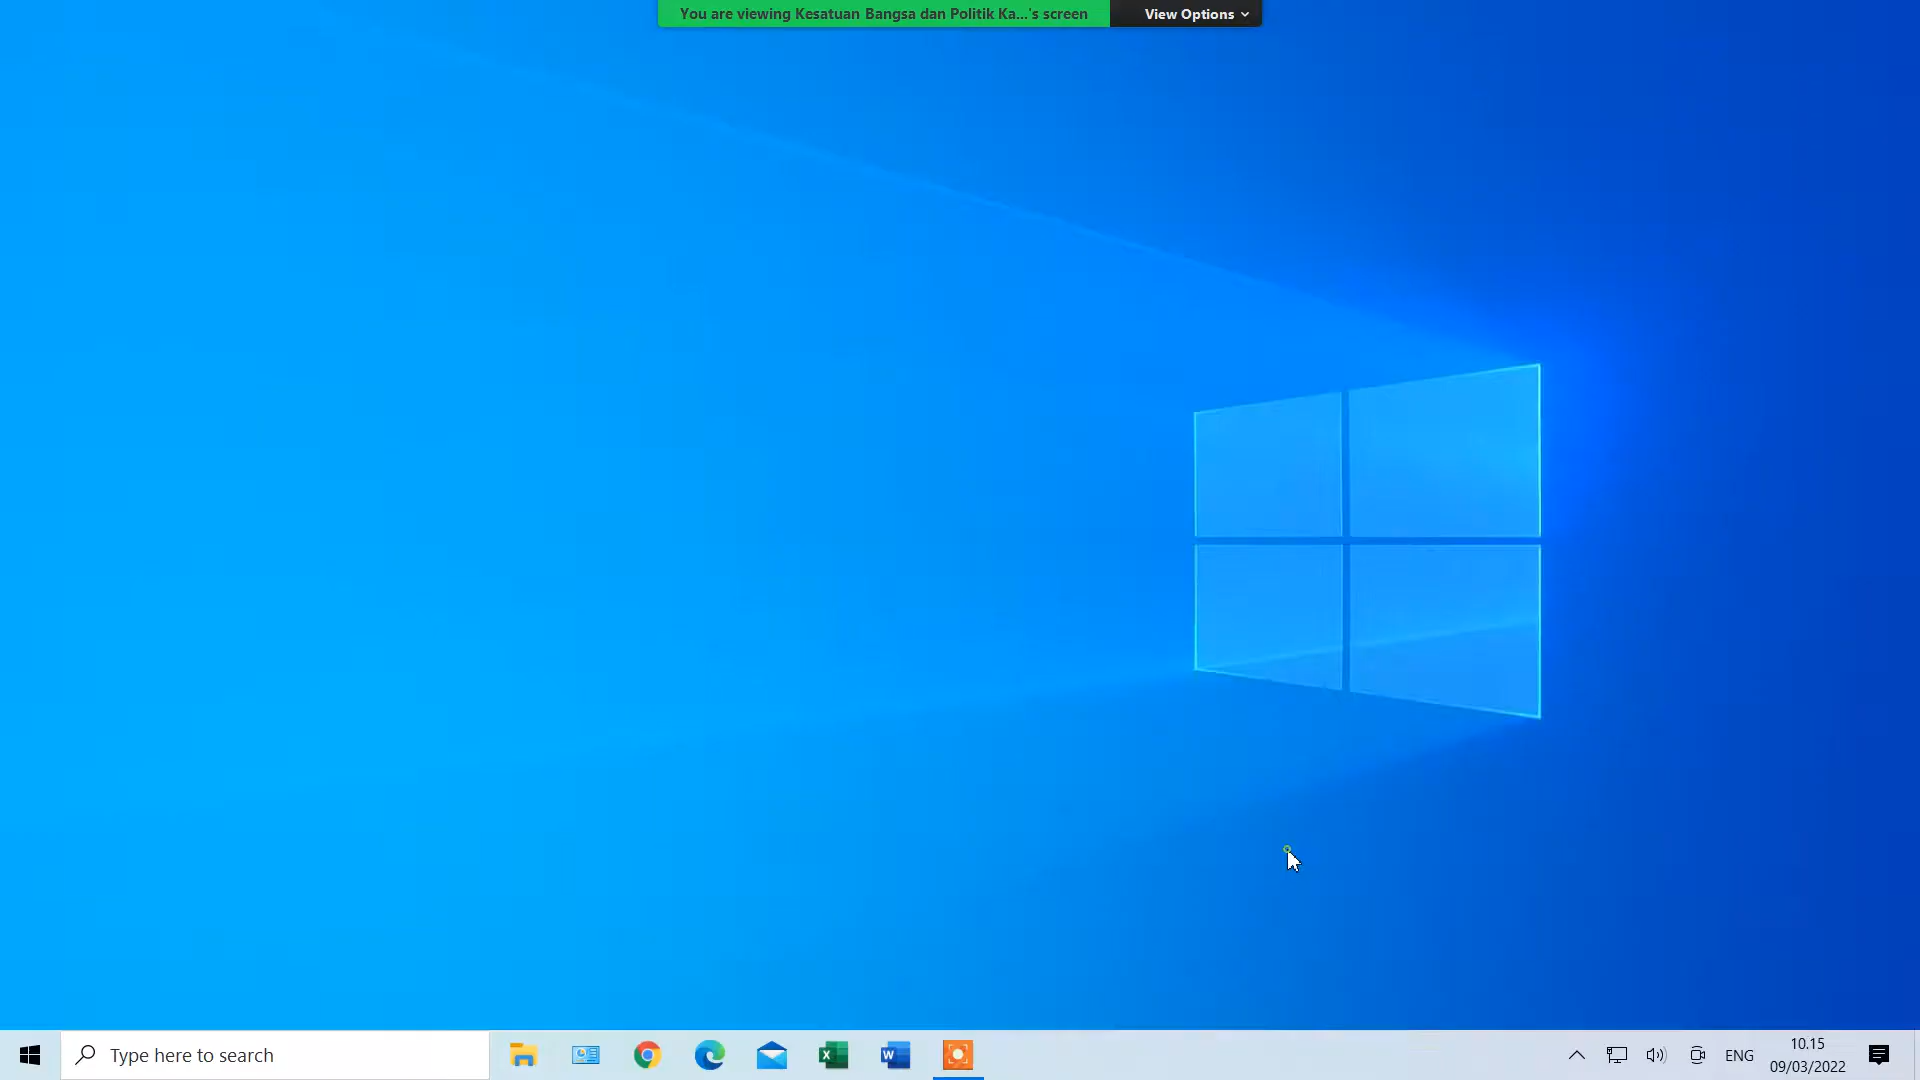 You are viewing Kesatuan Bangsa dan Politik Ka...'s screen
View Options
Type here to search
ENG
10.15
09/03/2022